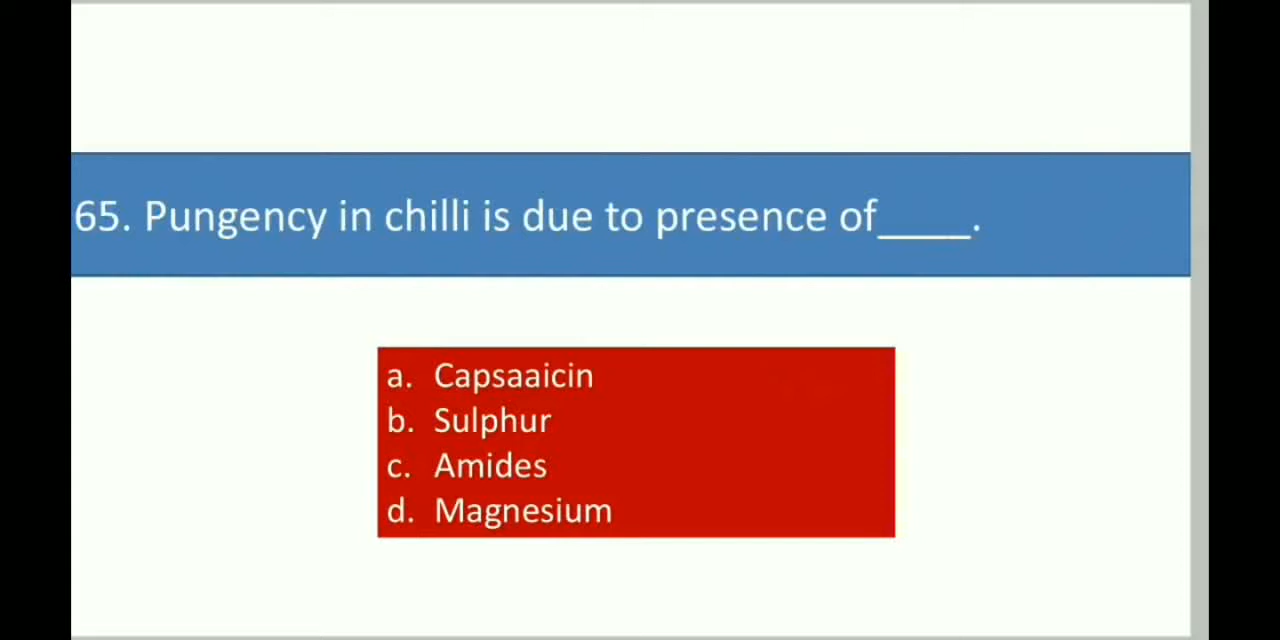 65. Pungency in chilli is due to presence of_____.
a. Capsaaicin
b. Sulphur
c. Amides
d. Magnesium